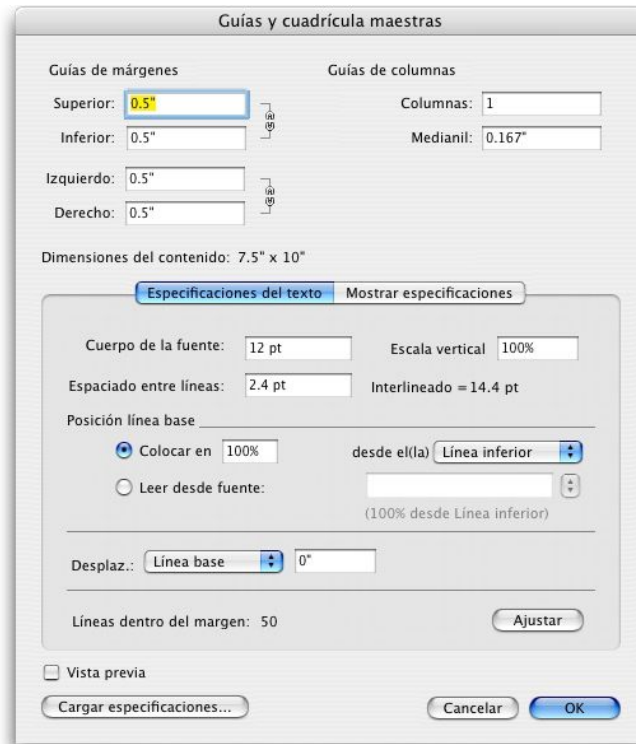 Guías y cuadrícula maestras
Guías de márgenes
Superior: 0.5"
Inferior: 0.5"
Izquierdo: 0.5"
Derecho: 0.5"
Guías de columnas
Columnas: 1
Medianil: 0.167"
Dimensiones del contenido: 7.5" x 10"
Especificaciones del texto Mostrar especificaciones
Cuerpo de la fuente: 12 pt Escala vertical 100%
Espaciado entre líneas: 2.4 pt Interlineado = 14.4 pt
Posición línea base
Colocar en 100% desde el(la) Línea inferior
Leer desde fuente:
(100% desde Línea inferior)
Desplaz.: Línea base 0"
Líneas dentro del margen: 50 Ajustar
Vista previa
Cargar especificaciones... Cancelar OK